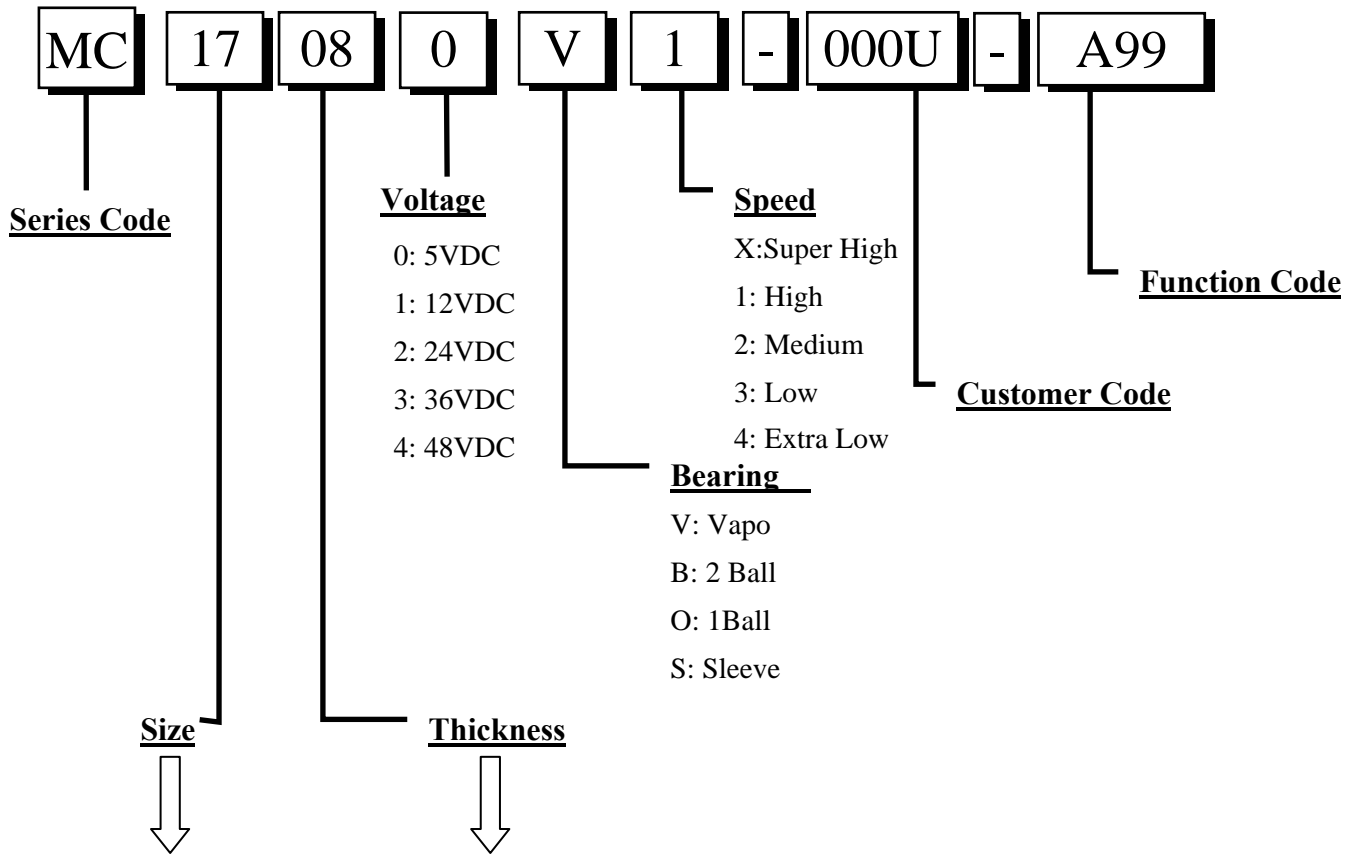 MC 17 08 0 V 1 - 000U - A99
Series Code
Voltage
0: 5VDC
1: 12VDC
2: 24VDC
3: 36VDC
4: 48VDC
Speed
X:Super High
1: High
2: Medium
3: Low
4: Extra Low
Function Code
Customer Code
Bearing
V: Vapo
B: 2 Ball
O: 1Ball
S: Sleeve
Size
Thickness